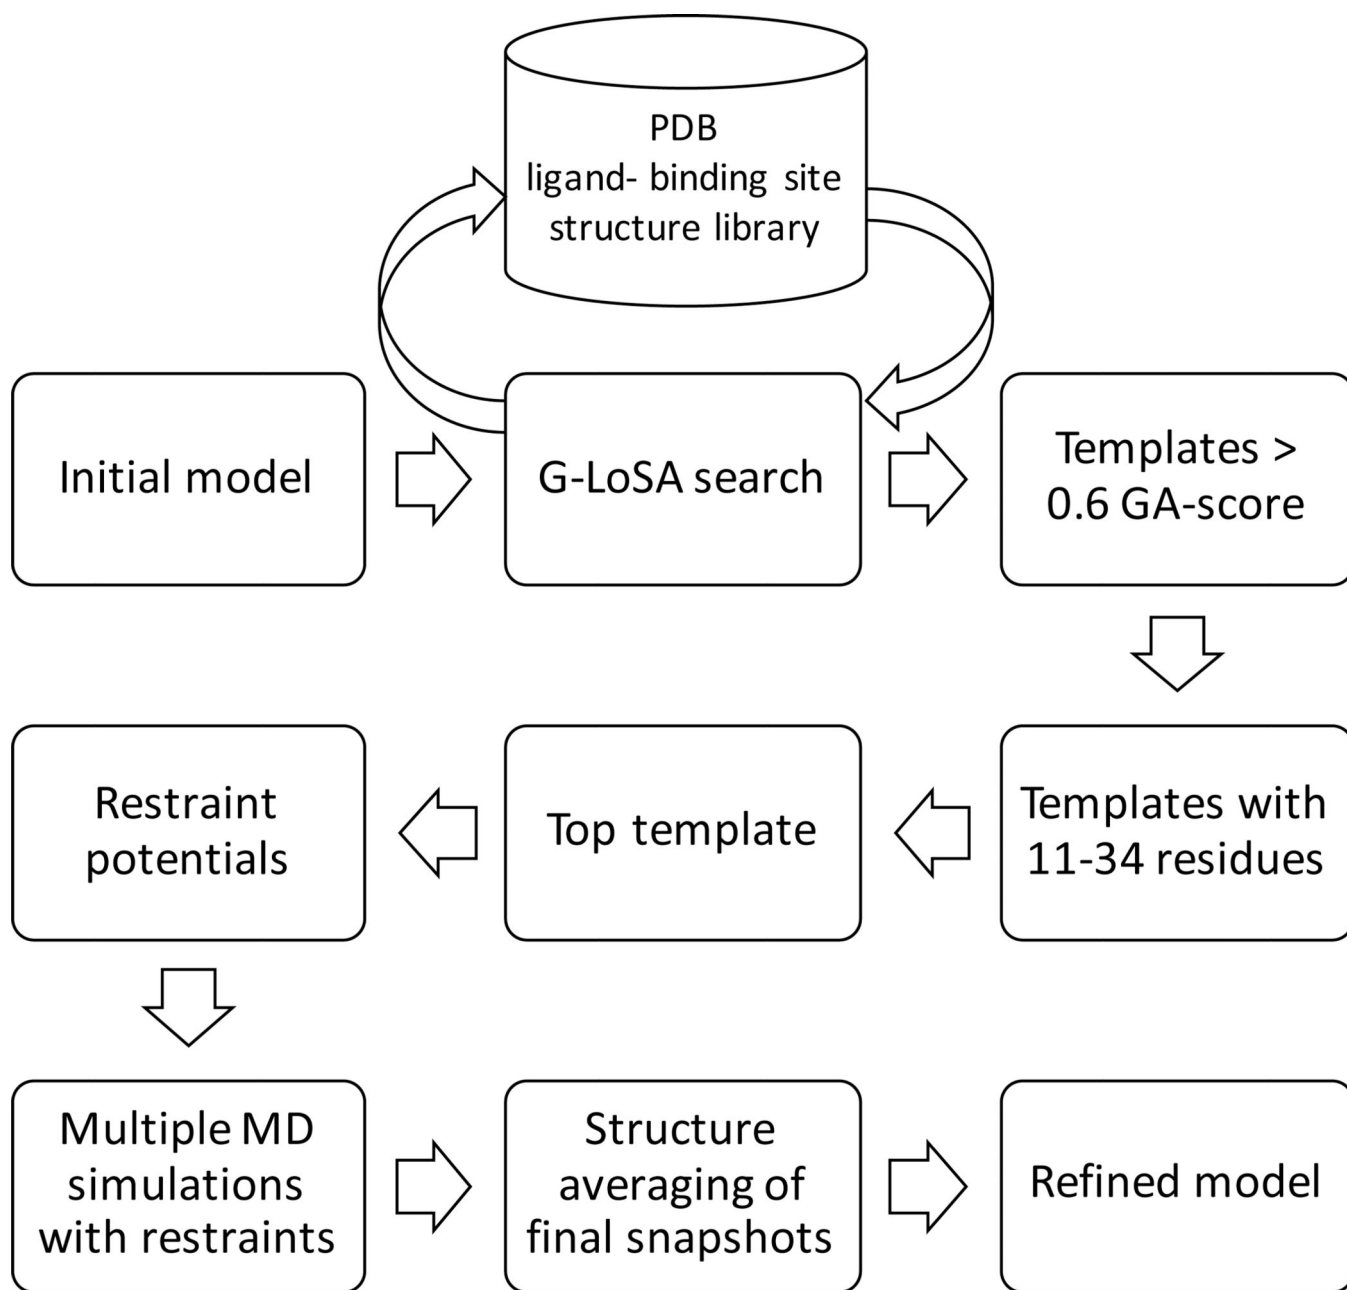 PDB
ligand- binding site
structure library
Initial model
G-LoSA search
Templates >
0.6 GA-score
Restraint
potentials
Top template
Templates with
11-34 residues
Multiple MD
simulations
with restraints
Structure
averaging of
final snapshots
Refined model